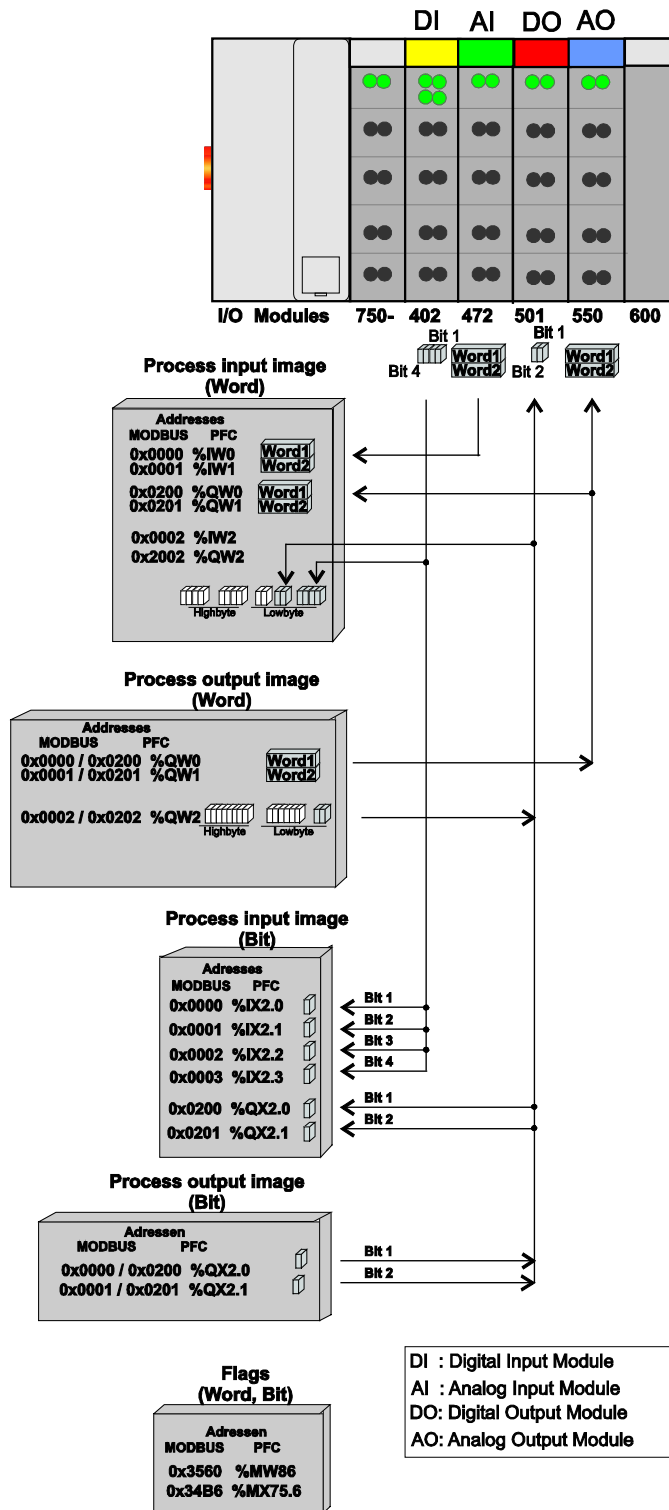 DI AI DO AO
I/O Modules 750- 402 472 501 550 600
Bit 1 Bit 1
Bit 4 Word1 Bit 2 Word1
Word2 Word2
Process input image
(Word)
Addresses
MODBUS PFC
0x0000 %IW0 Word1
0x0001 %IW1 Word2
0x0200 %QW0 Word1
0x0201 %QW1 Word2
0x0002 %IW2
0x2002 %QW2
Highbyte Lowbyte
Process output image
(Word)
Addresses
MODBUS PFC
0x0000 / 0x0200 %QW0 Word1
0x0001 / 0x0201 %QW1 Word2
0x0002 / 0x0202 %QW2
Highbyte Lowbyte
Process input image
(Bit)
Adresses
MODBUS PFC
0x0000 %IX2.0 Bit 1
0x0001 %IX2.1 Bit 2
0x0002 %IX2.2 Bit 3
0x0003 %IX2.3 Bit 4
0x0200 %QX2.0 Bit 1
0x0201 %QX2.1 Bit 2
Process output image
(Bit)
Adressen
MODBUS PFC
0x0000 / 0x0200 %QX2.0 Bit 1
0x0001 / 0x0201 %QX2.1 Bit 2
Flags
(Word, Bit)
Adressen
MODBUS PFC
0x3560 %MW86
0x34B6 %MX75.6
DI : Digital Input Module
AI : Analog Input Module
DO: Digital Output Module
AO: Analog Output Module